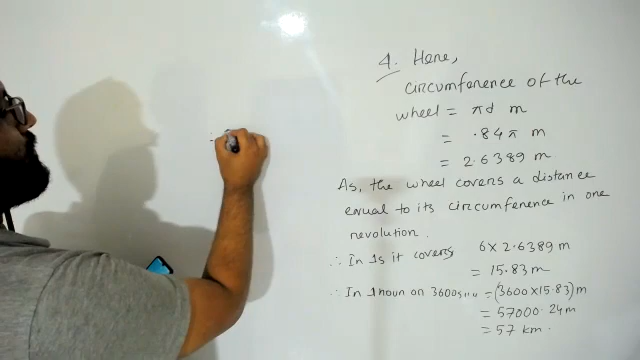 4. Here,
circumference of the
wheel = πd m
= .84π m
= 2.6389 m
As, the wheel covers a distance
equal to its circumference in one
revolution.
∴ In 1s it covers 6 × 2.6389 m
= 15.83 m
∴ In 1 hour or 3600 = (3600 × 15.83) m
= 57000.24 m
= 57 km.